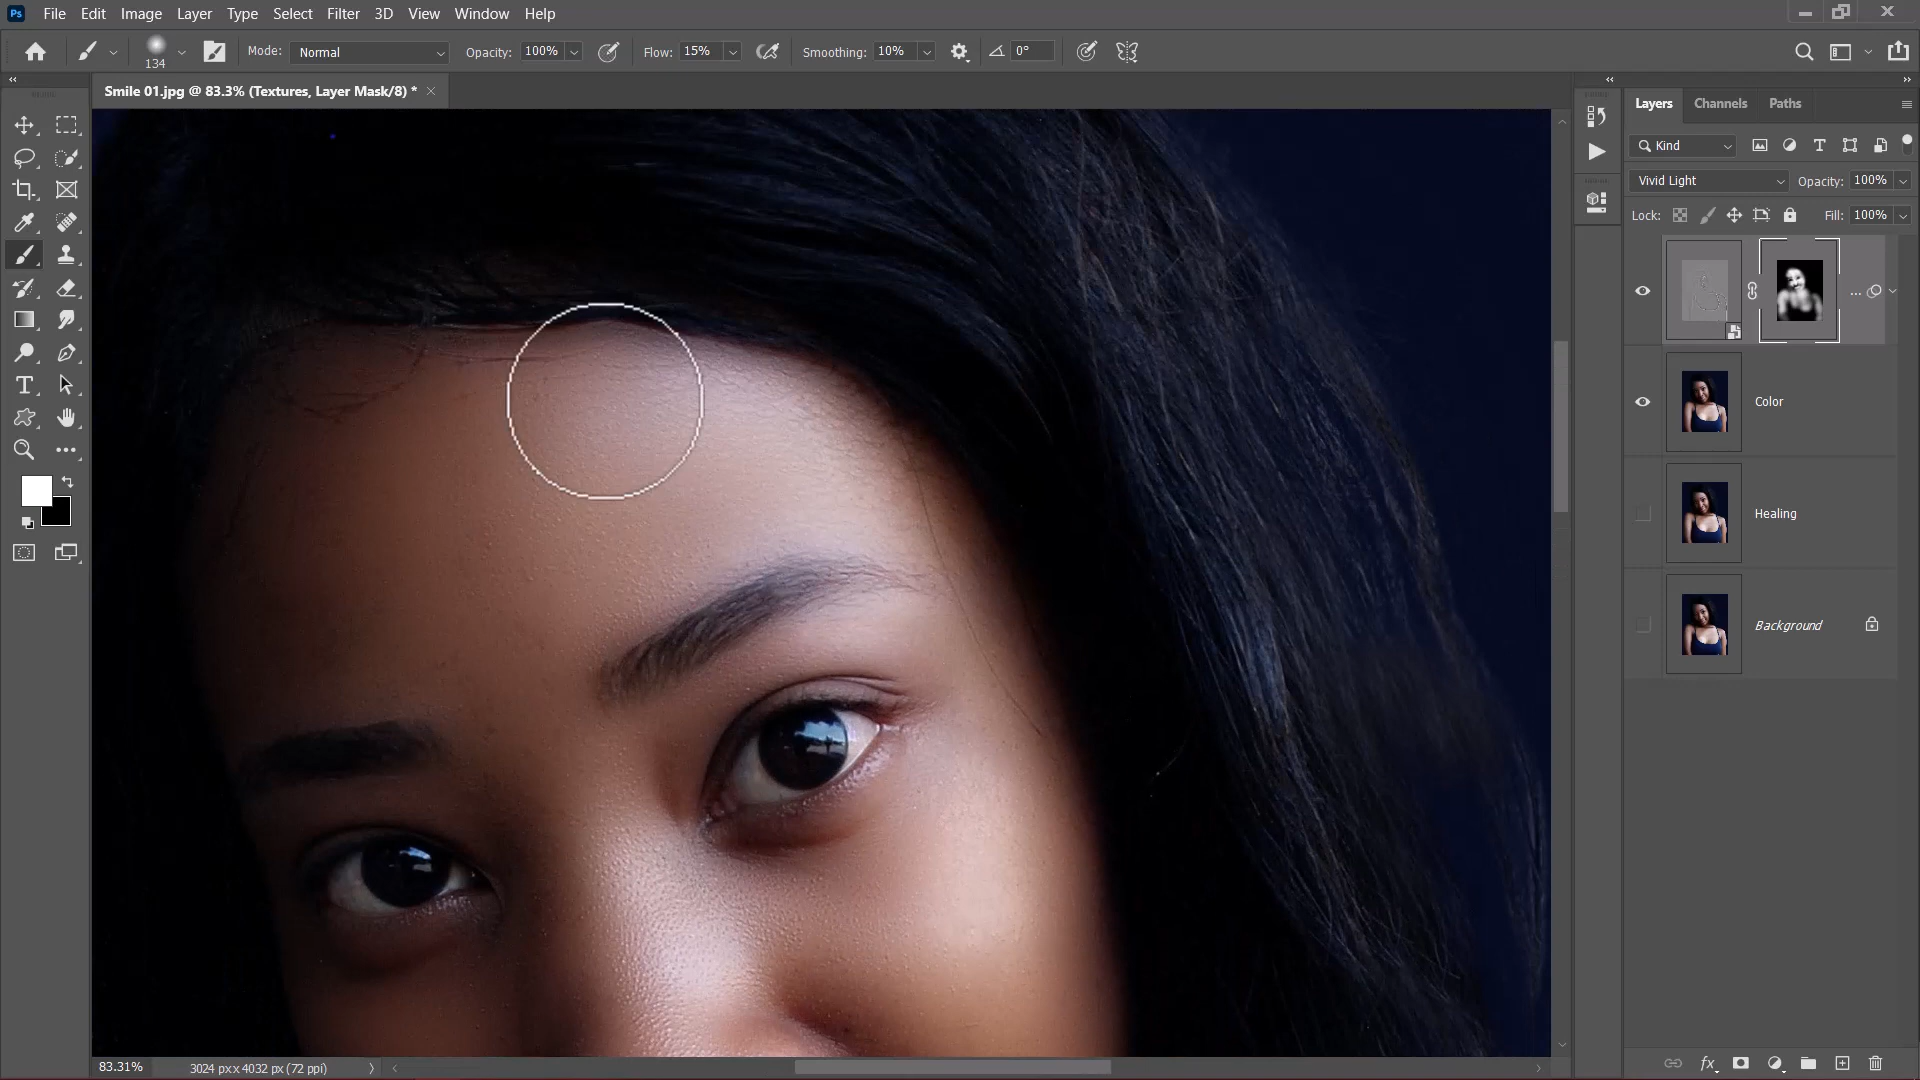 Ps File Edit Image Layer Type Select Filter 3D View Window Help
134 Mode: Normal Opacity: 100% Flow: 15% Smoothing: 10% 0°
Smile 01.jpg @ 83.3% (Textures, Layer Mask/8) *
Layers Channels Paths
Kind
Vivid Light Opacity: 100%
Lock: Fill: 100%
...
Color
Healing
Background
fx
83.31% 3024 px x 4032 px (72 ppi)